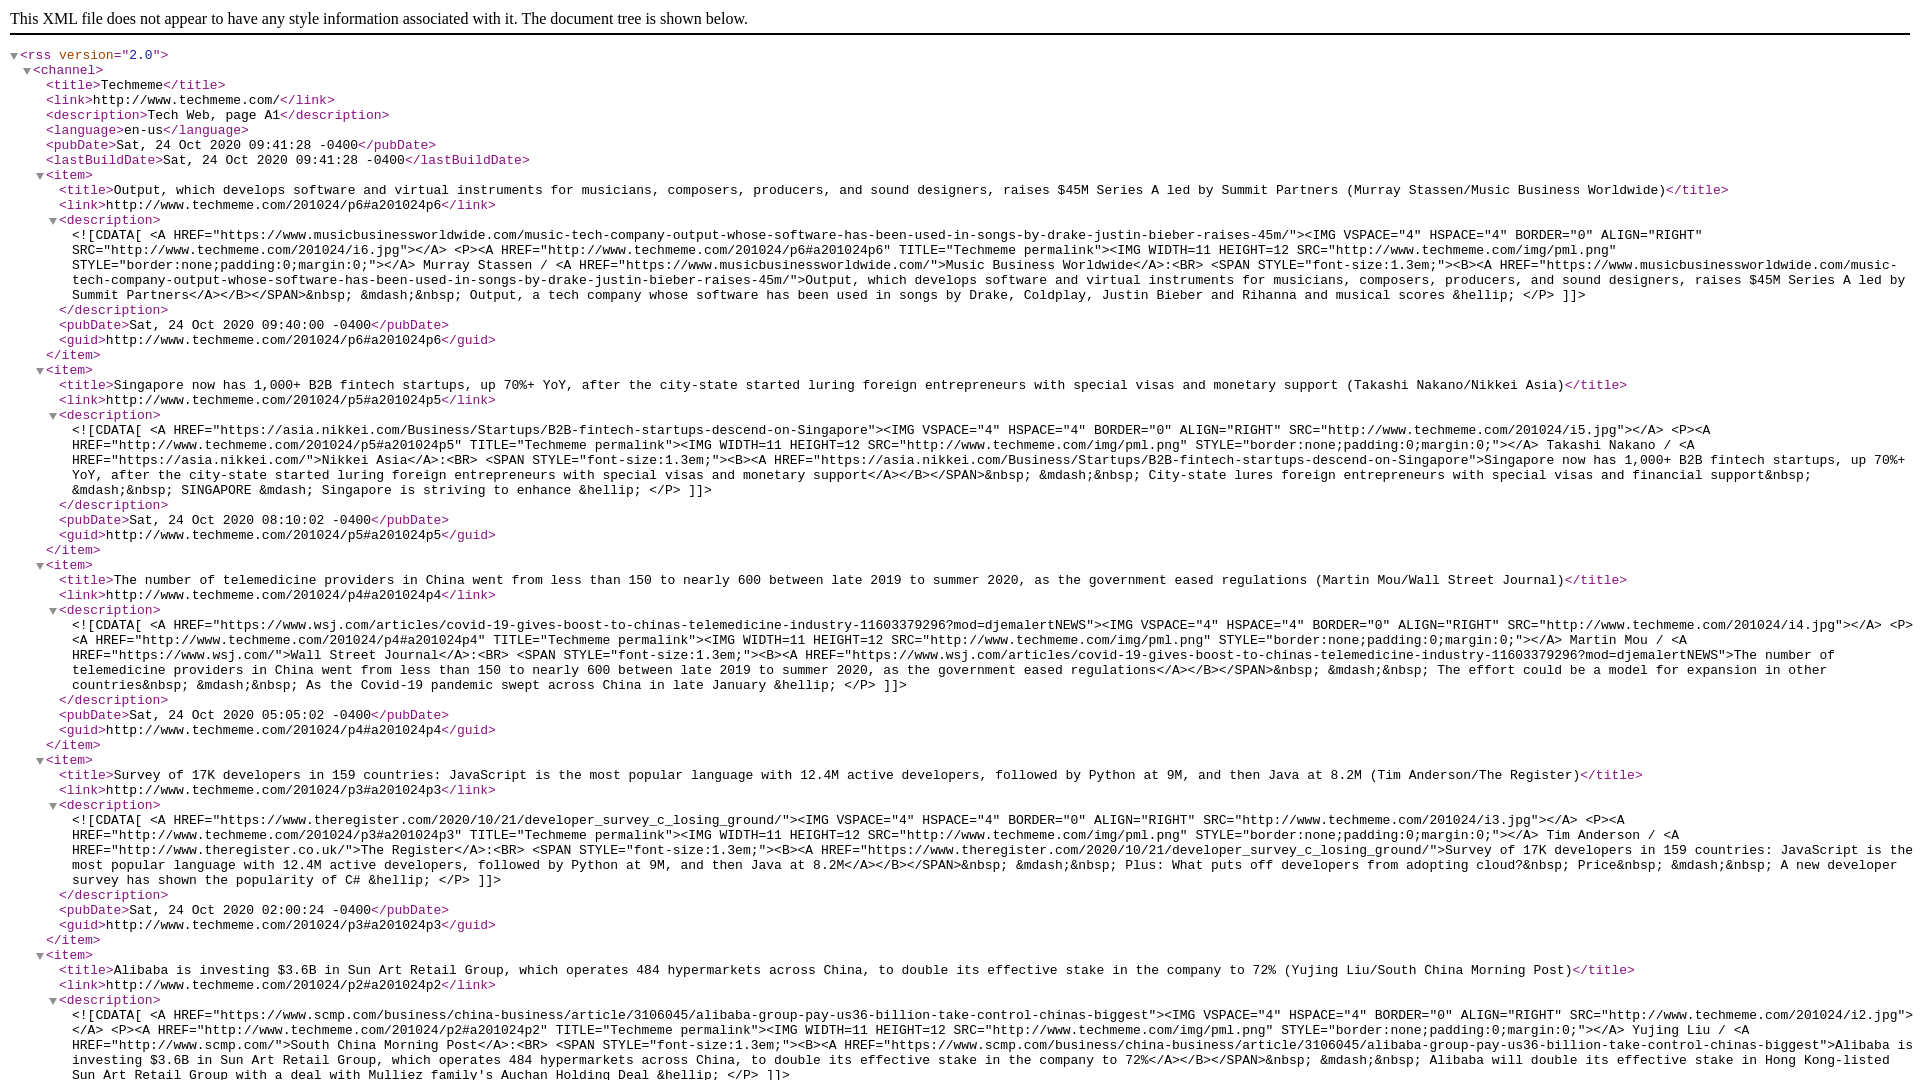 This XML file does not appear to have any style information associated with it. The document tree is shown below.
<rss version="2.0">
<channel>
<title>Techmeme</title>
<link>http://www.techmeme.com/</link>
<description>Tech Web, page A1</description>
<language>en-us</language>
<pubDate>Sat, 24 Oct 2020 09:41:28 -0400</pubDate>
<lastBuildDate>Sat, 24 Oct 2020 09:41:28 -0400</lastBuildDate>
<item>
<title>Output, which develops software and virtual instruments for musicians, composers, producers, and sound designers, raises $45M Series A led by Summit Partners (Murray Stassen/Music Business Worldwide)</title>
<link>http://www.techmeme.com/201024/p6#a201024p6</link>
<description>
<![CDATA[ <A HREF="https://www.musicbusinessworldwide.com/music-tech-company-output-whose-software-has-been-used-in-songs-by-drake-justin-bieber-raises-45m/"><IMG VSPACE="4" HSPACE="4" BORDER="0" ALIGN="RIGHT"
SRC="http://www.techmeme.com/201024/i6.jpg"></A> <P><A HREF="http://www.techmeme.com/201024/p6#a201024p6" TITLE="Techmeme permalink"><IMG WIDTH=11 HEIGHT=12 SRC="http://www.techmeme.com/img/pml.png"
STYLE="border:none;padding:0;margin:0;"></A> Murray Stassen / <A HREF="https://www.musicbusinessworldwide.com/">Music Business Worldwide</A>:<BR> <SPAN STYLE="font-size:1.3em;"><B><A HREF="https://www.musicbusinessworldwide.com/music-
tech-company-output-whose-software-has-been-used-in-songs-by-drake-justin-bieber-raises-45m/">Output, which develops software and virtual instruments for musicians, composers, producers, and sound designers, raises $45M Series A led by
Summit Partners</A></B></SPAN>&nbsp; &mdash;&nbsp; Output, a tech company whose software has been used in songs by Drake, Coldplay, Justin Bieber and Rihanna and musical scores &hellip; </P> ]]>
</description>
<pubDate>Sat, 24 Oct 2020 09:40:00 -0400</pubDate>
<guid>http://www.techmeme.com/201024/p6#a201024p6</guid>
</item>
<item>
<title>Singapore now has 1,000+ B2B fintech startups, up 70%+ YoY, after the city-state started luring foreign entrepreneurs with special visas and monetary support (Takashi Nakano/Nikkei Asia)</title>
<link>http://www.techmeme.com/201024/p5#a201024p5</link>
<description>
<![CDATA[ <A HREF="https://asia.nikkei.com/Business/Startups/B2B-fintech-startups-descend-on-Singapore"><IMG VSPACE="4" HSPACE="4" BORDER="0" ALIGN="RIGHT" SRC="http://www.techmeme.com/201024/i5.jpg"></A> <P><A
HREF="http://www.techmeme.com/201024/p5#a201024p5" TITLE="Techmeme permalink"><IMG WIDTH=11 HEIGHT=12 SRC="http://www.techmeme.com/img/pml.png" STYLE="border:none;padding:0;margin:0;"></A> Takashi Nakano / <A
HREF="https://asia.nikkei.com/">Nikkei Asia</A>:<BR> <SPAN STYLE="font-size:1.3em;"><B><A HREF="https://asia.nikkei.com/Business/Startups/B2B-fintech-startups-descend-on-Singapore">Singapore now has 1,000+ B2B fintech startups, up 70%+
YoY, after the city-state started luring foreign entrepreneurs with special visas and monetary support</A></B></SPAN>&nbsp; &mdash;&nbsp; City-state lures foreign entrepreneurs with special visas and financial support&nbsp;
&mdash;&nbsp; SINGAPORE &mdash; Singapore is striving to enhance &hellip; </P> ]]>
</description>
<pubDate>Sat, 24 Oct 2020 08:10:02 -0400</pubDate>
<guid>http://www.techmeme.com/201024/p5#a201024p5</guid>
</item>
<item>
<title>The number of telemedicine providers in China went from less than 150 to nearly 600 between late 2019 to summer 2020, as the government eased regulations (Martin Mou/Wall Street Journal)</title>
<link>http://www.techmeme.com/201024/p4#a201024p4</link>
<description>
<![CDATA[ <A HREF="https://www.wsj.com/articles/covid-19-gives-boost-to-chinas-telemedicine-industry-11603379296?mod=djemalertNEWS"><IMG VSPACE="4" HSPACE="4" BORDER="0" ALIGN="RIGHT" SRC="http://www.techmeme.com/201024/i4.jpg"></A> <P>
<A HREF="http://www.techmeme.com/201024/p4#a201024p4" TITLE="Techmeme permalink"><IMG WIDTH=11 HEIGHT=12 SRC="http://www.techmeme.com/img/pml.png" STYLE="border:none;padding:0;margin:0;"></A> Martin Mou / <A
HREF="https://www.wsj.com/">Wall Street Journal</A>:<BR> <SPAN STYLE="font-size:1.3em;"><B><A HREF="https://www.wsj.com/articles/covid-19-gives-boost-to-chinas-telemedicine-industry-11603379296?mod=djemalertNEWS">The number of
telemedicine providers in China went from less than 150 to nearly 600 between late 2019 to summer 2020, as the government eased regulations</A></B></SPAN>&nbsp; &mdash;&nbsp; The effort could be a model for expansion in other
countries&nbsp; &mdash;&nbsp; As the Covid-19 pandemic swept across China in late January &hellip; </P> ]]>
</description>
<pubDate>Sat, 24 Oct 2020 05:05:02 -0400</pubDate>
<guid>http://www.techmeme.com/201024/p4#a201024p4</guid>
</item>
<item>
<title>Survey of 17K developers in 159 countries: JavaScript is the most popular language with 12.4M active developers, followed by Python at 9M, and then Java at 8.2M (Tim Anderson/The Register)</title>
<link>http://www.techmeme.com/201024/p3#a201024p3</link>
<description>
<![CDATA[ <A HREF="https://www.theregister.com/2020/10/21/developer_survey_c_losing_ground/"><IMG VSPACE="4" HSPACE="4" BORDER="0" ALIGN="RIGHT" SRC="http://www.techmeme.com/201024/i3.jpg"></A> <P><A
HREF="http://www.techmeme.com/201024/p3#a201024p3" TITLE="Techmeme permalink"><IMG WIDTH=11 HEIGHT=12 SRC="http://www.techmeme.com/img/pml.png" STYLE="border:none;padding:0;margin:0;"></A> Tim Anderson / <A
HREF="http://www.theregister.co.uk/">The Register</A>:<BR> <SPAN STYLE="font-size:1.3em;"><B><A HREF="https://www.theregister.com/2020/10/21/developer_survey_c_losing_ground/">Survey of 17K developers in 159 countries: JavaScript is the
most popular language with 12.4M active developers, followed by Python at 9M, and then Java at 8.2M</A></B></SPAN>&nbsp; &mdash;&nbsp; Plus: What puts off developers from adopting cloud?&nbsp; Price&nbsp; &mdash;&nbsp; A new developer
survey has shown the popularity of C# &hellip; </P> ]]>
</description>
<pubDate>Sat, 24 Oct 2020 02:00:24 -0400</pubDate>
<guid>http://www.techmeme.com/201024/p3#a201024p3</guid>
</item>
<item>
<title>Alibaba is investing $3.6B in Sun Art Retail Group, which operates 484 hypermarkets across China, to double its effective stake in the company to 72% (Yujing Liu/South China Morning Post)</title>
<link>http://www.techmeme.com/201024/p2#a201024p2</link>
<description>
<![CDATA[ <A HREF="https://www.scmp.com/business/china-business/article/3106045/alibaba-group-pay-us36-billion-take-control-chinas-biggest"><IMG VSPACE="4" HSPACE="4" BORDER="0" ALIGN="RIGHT" SRC="http://www.techmeme.com/201024/i2.jpg">
</A> <P><A HREF="http://www.techmeme.com/201024/p2#a201024p2" TITLE="Techmeme permalink"><IMG WIDTH=11 HEIGHT=12 SRC="http://www.techmeme.com/img/pml.png" STYLE="border:none;padding:0;margin:0;"></A> Yujing Liu / <A
HREF="http://www.scmp.com/">South China Morning Post</A>:<BR> <SPAN STYLE="font-size:1.3em;"><B><A HREF="https://www.scmp.com/business/china-business/article/3106045/alibaba-group-pay-us36-billion-take-control-chinas-biggest">Alibaba is
investing $3.6B in Sun Art Retail Group, which operates 484 hypermarkets across China, to double its effective stake in the company to 72%</A></B></SPAN>&nbsp; &mdash;&nbsp; Alibaba will double its effective stake in Hong Kong-listed
Sun Art Retail Group with a deal with Mulliez family's Auchan Holding Deal &hellip; </P> ]]>